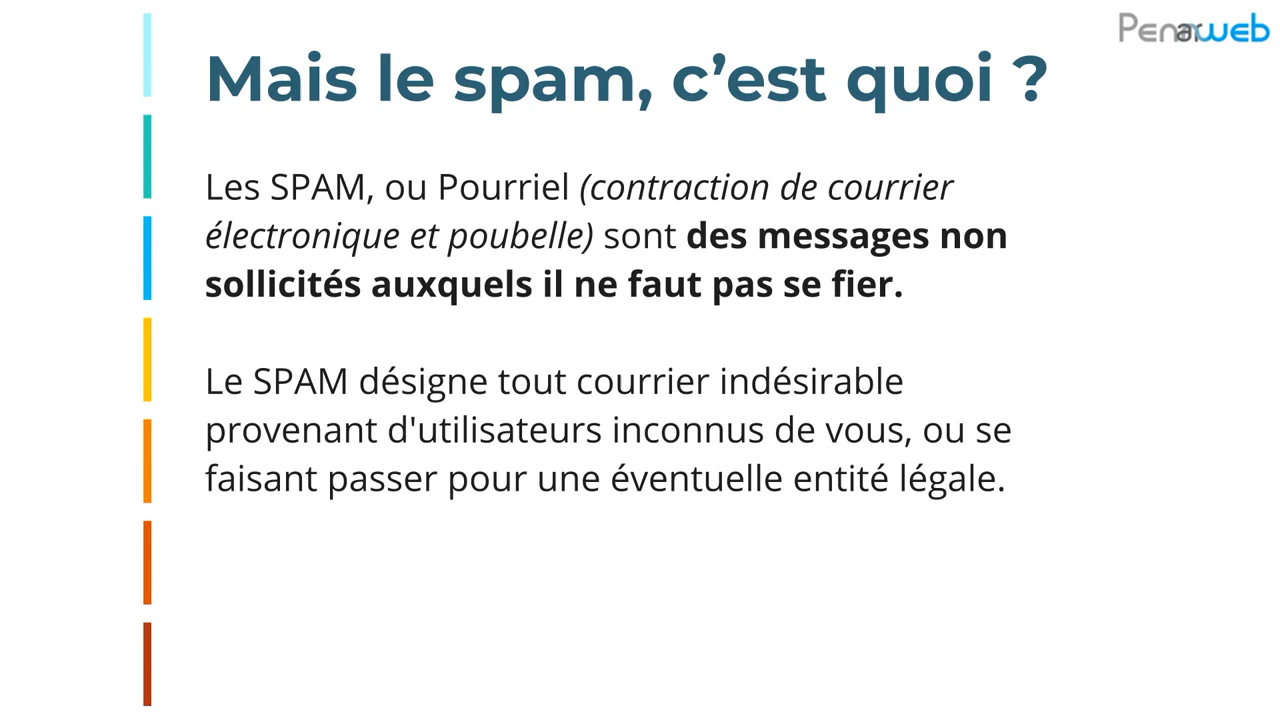 Penarweb
Mais le spam, c’est quoi ?
Les SPAM, ou Pourriel (contraction de courrier
électronique et poubelle) sont des messages non
sollicités auxquels il ne faut pas se fier.
Le SPAM désigne tout courrier indésirable
provenant d'utilisateurs inconnus de vous, ou se
faisant passer pour une éventuelle entité légale.